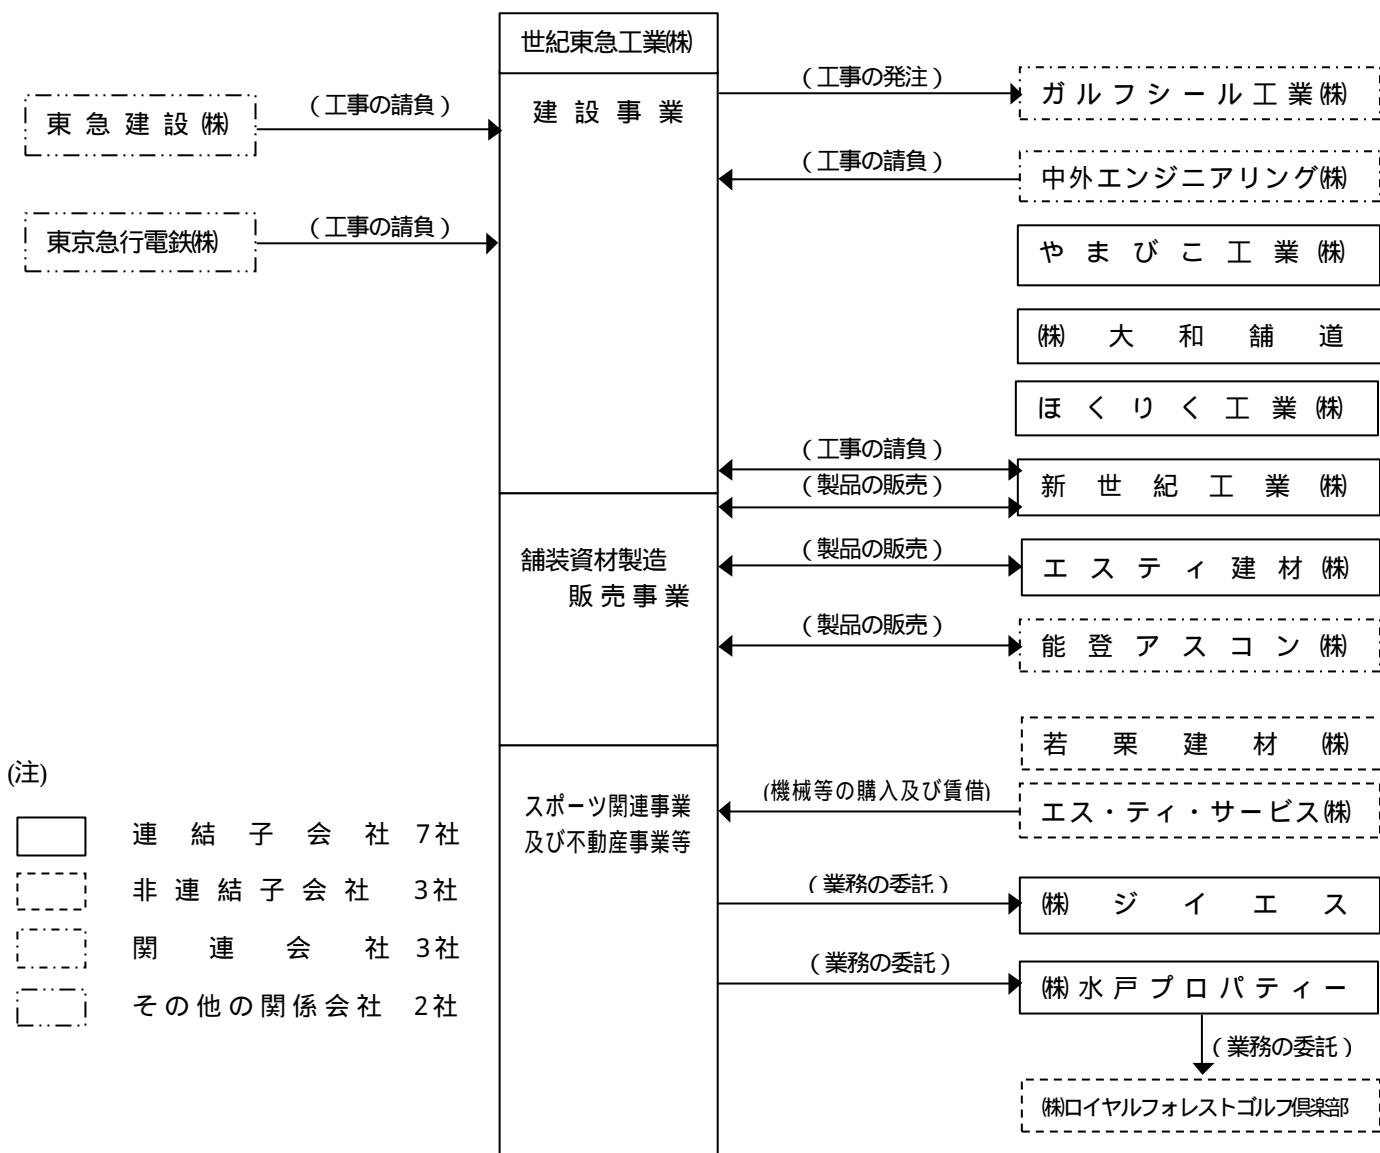 世紀東急工業㈱
建設事業
東急建設㈱
(工事の請負)
東京急行電鉄㈱
(工事の請負)
(工事の発注)
ガルフシール工業㈱
(工事の請負)
中外エンジニアリング㈱
やまびこ工業㈱
㈱大和舗道
ほくりく工業㈱
(工事の請負)
(製品の販売)
新世紀工業㈱
舗装資材製造
販売事業
(製品の販売)
エスティ建材㈱
(製品の販売)
能登アスコン㈱
若栗建材㈱
スポーツ関連事業
及び不動産事業等
(機械等の購入及び賃借)
エス・ティ・サービス㈱
(業務の委託)
㈱ジイエス
(業務の委託)
㈱水戸プロパティー
(業務の委託)
㈱ロイヤルフォレストゴルフ倶楽部
(注)
連結子会社 7社
非連結子会社 3社
関連会社 3社
その他の関係会社 2社